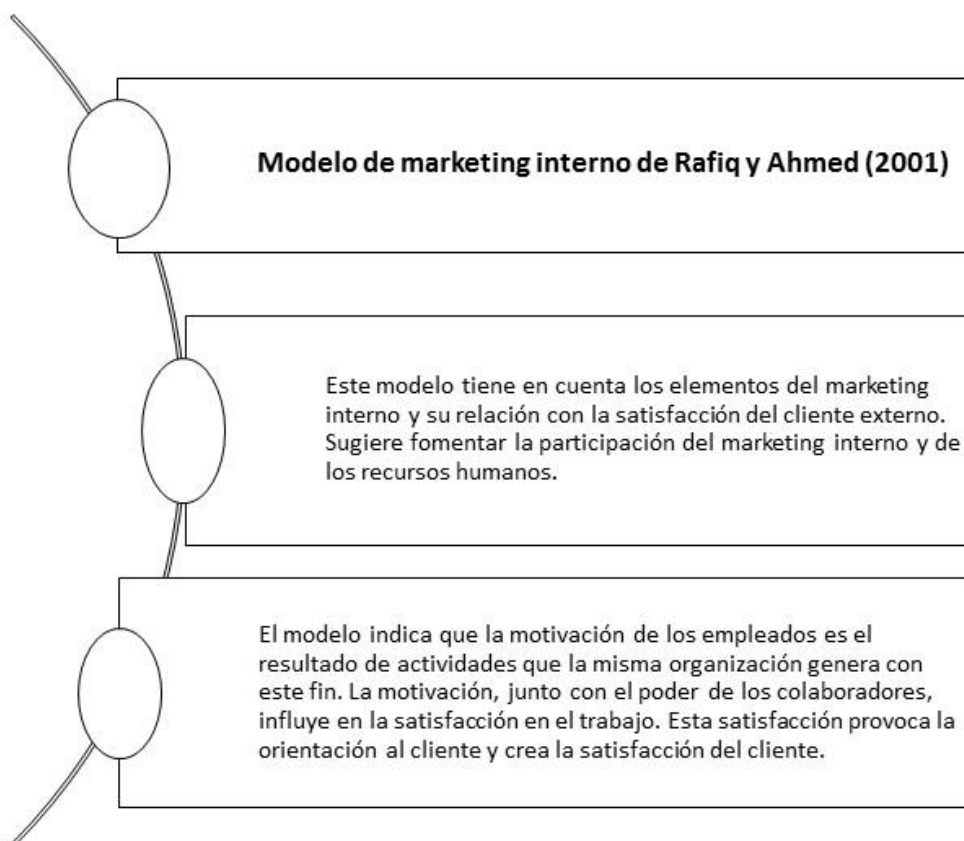 Modelo de marketing interno de Rafiq y Ahmed (2001)
Este modelo tiene en cuenta los elementos del marketing
interno y su relación con la satisfacción del cliente externo.
Sugiere fomentar la participación del marketing interno y de
los recursos humanos.
El modelo indica que la motivación de los empleados es el
resultado de actividades que la misma organización genera con
este fin. La motivación, junto con el poder de los colaboradores,
influye en la satisfacción en el trabajo. Esta satisfacción provoca la
orientación al cliente y crea la satisfacción del cliente.